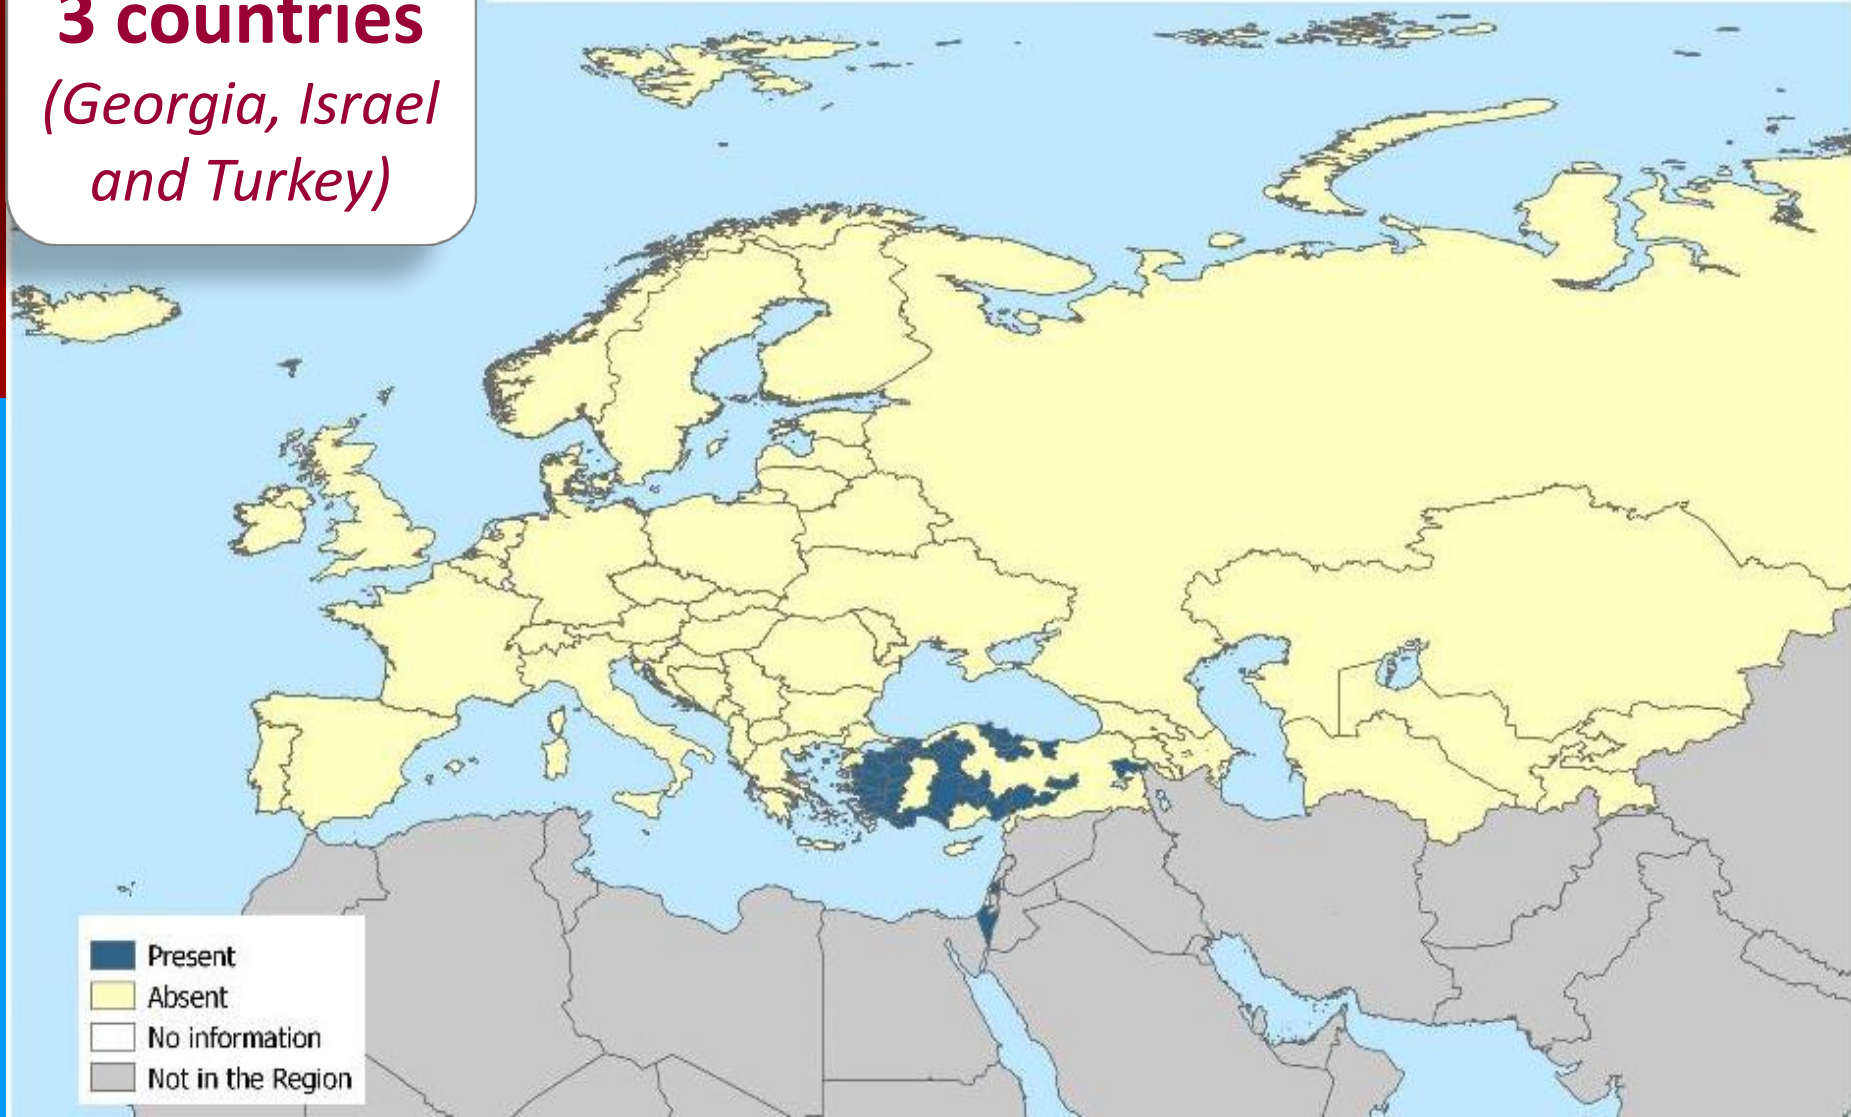 3 countries
(Georgia, Israel
and Turkey)
Present
Absent
No information
Not in the Region